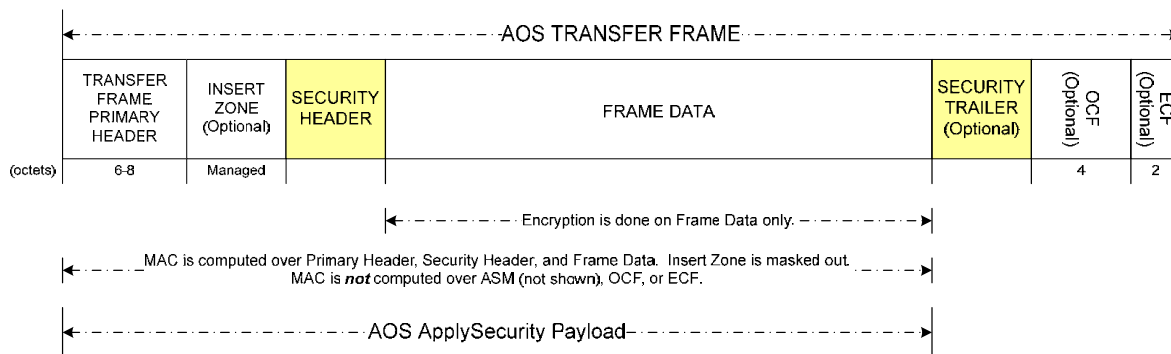 AOS TRANSFER FRAME
TRANSFER
FRAME
PRIMARY
HEADER
INSERT
ZONE
(Optional)
SECURITY
HEADER
FRAME DATA
SECURITY
TRAILER
(Optional)
OCF
(Optional)
ECF
(Optional)
(octets)
6-8
Managed
4
2
Encryption is done on Frame Data only.
MAC is computed over Primary Header, Security Header, and Frame Data. Insert Zone is masked out.
MAC is not computed over ASM (not shown), OCF, or ECF.
AOS ApplySecurity Payload